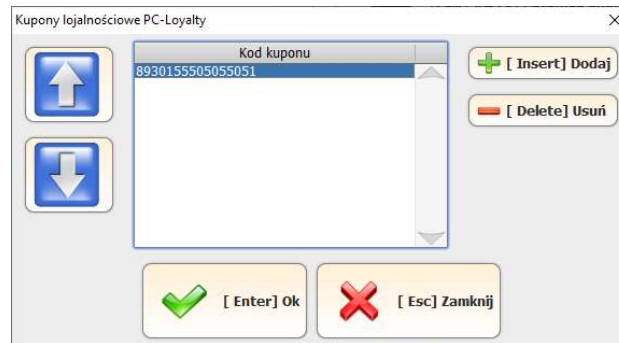 Kupony lojalnościowe PC-Loyalty
Kod kuponu
8930155505055051
[ Insert] Dodaj
[ Delete] Usuń
[ Enter] Ok
[ Esc] Zamknij